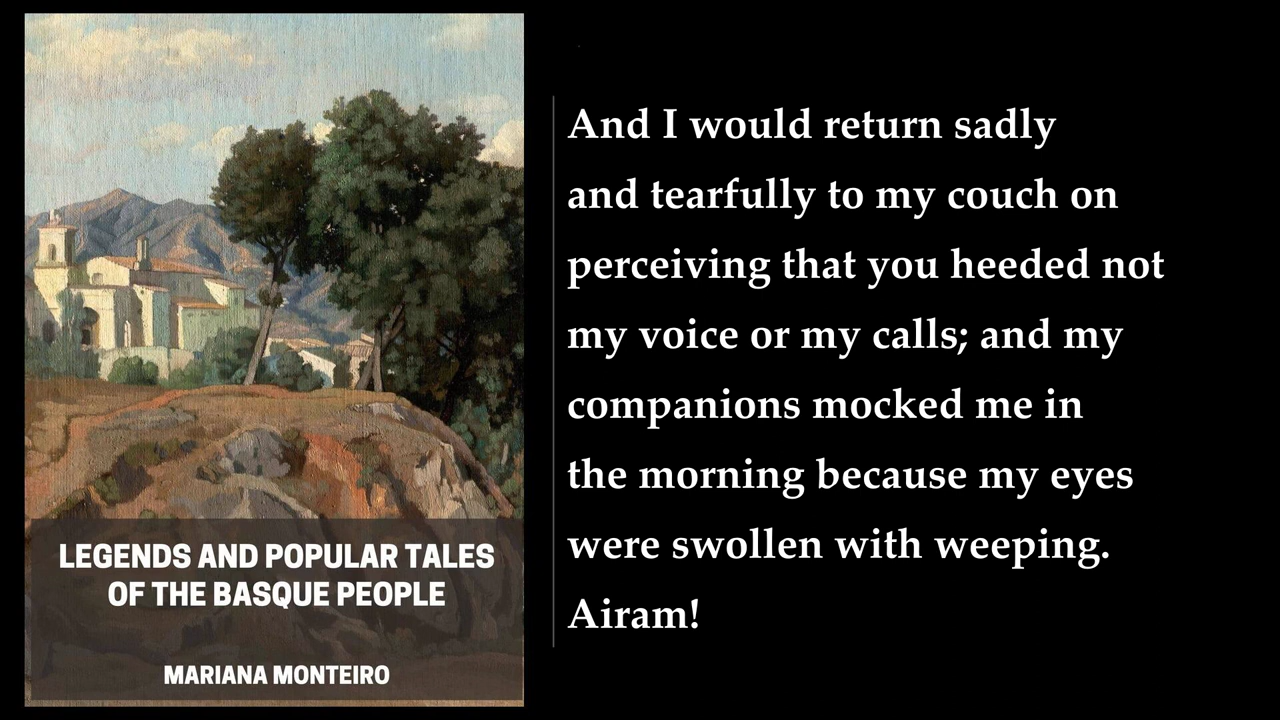 LEGENDS AND POPULAR TALES
OF THE BASQUE PEOPLE
MARIANA MONTEIRO
And I would return sadly
and tearfully to my couch on
perceiving that you heeded not
my voice or my calls; and my
companions mocked me in
the morning because my eyes
were swollen with weeping.
Airam!